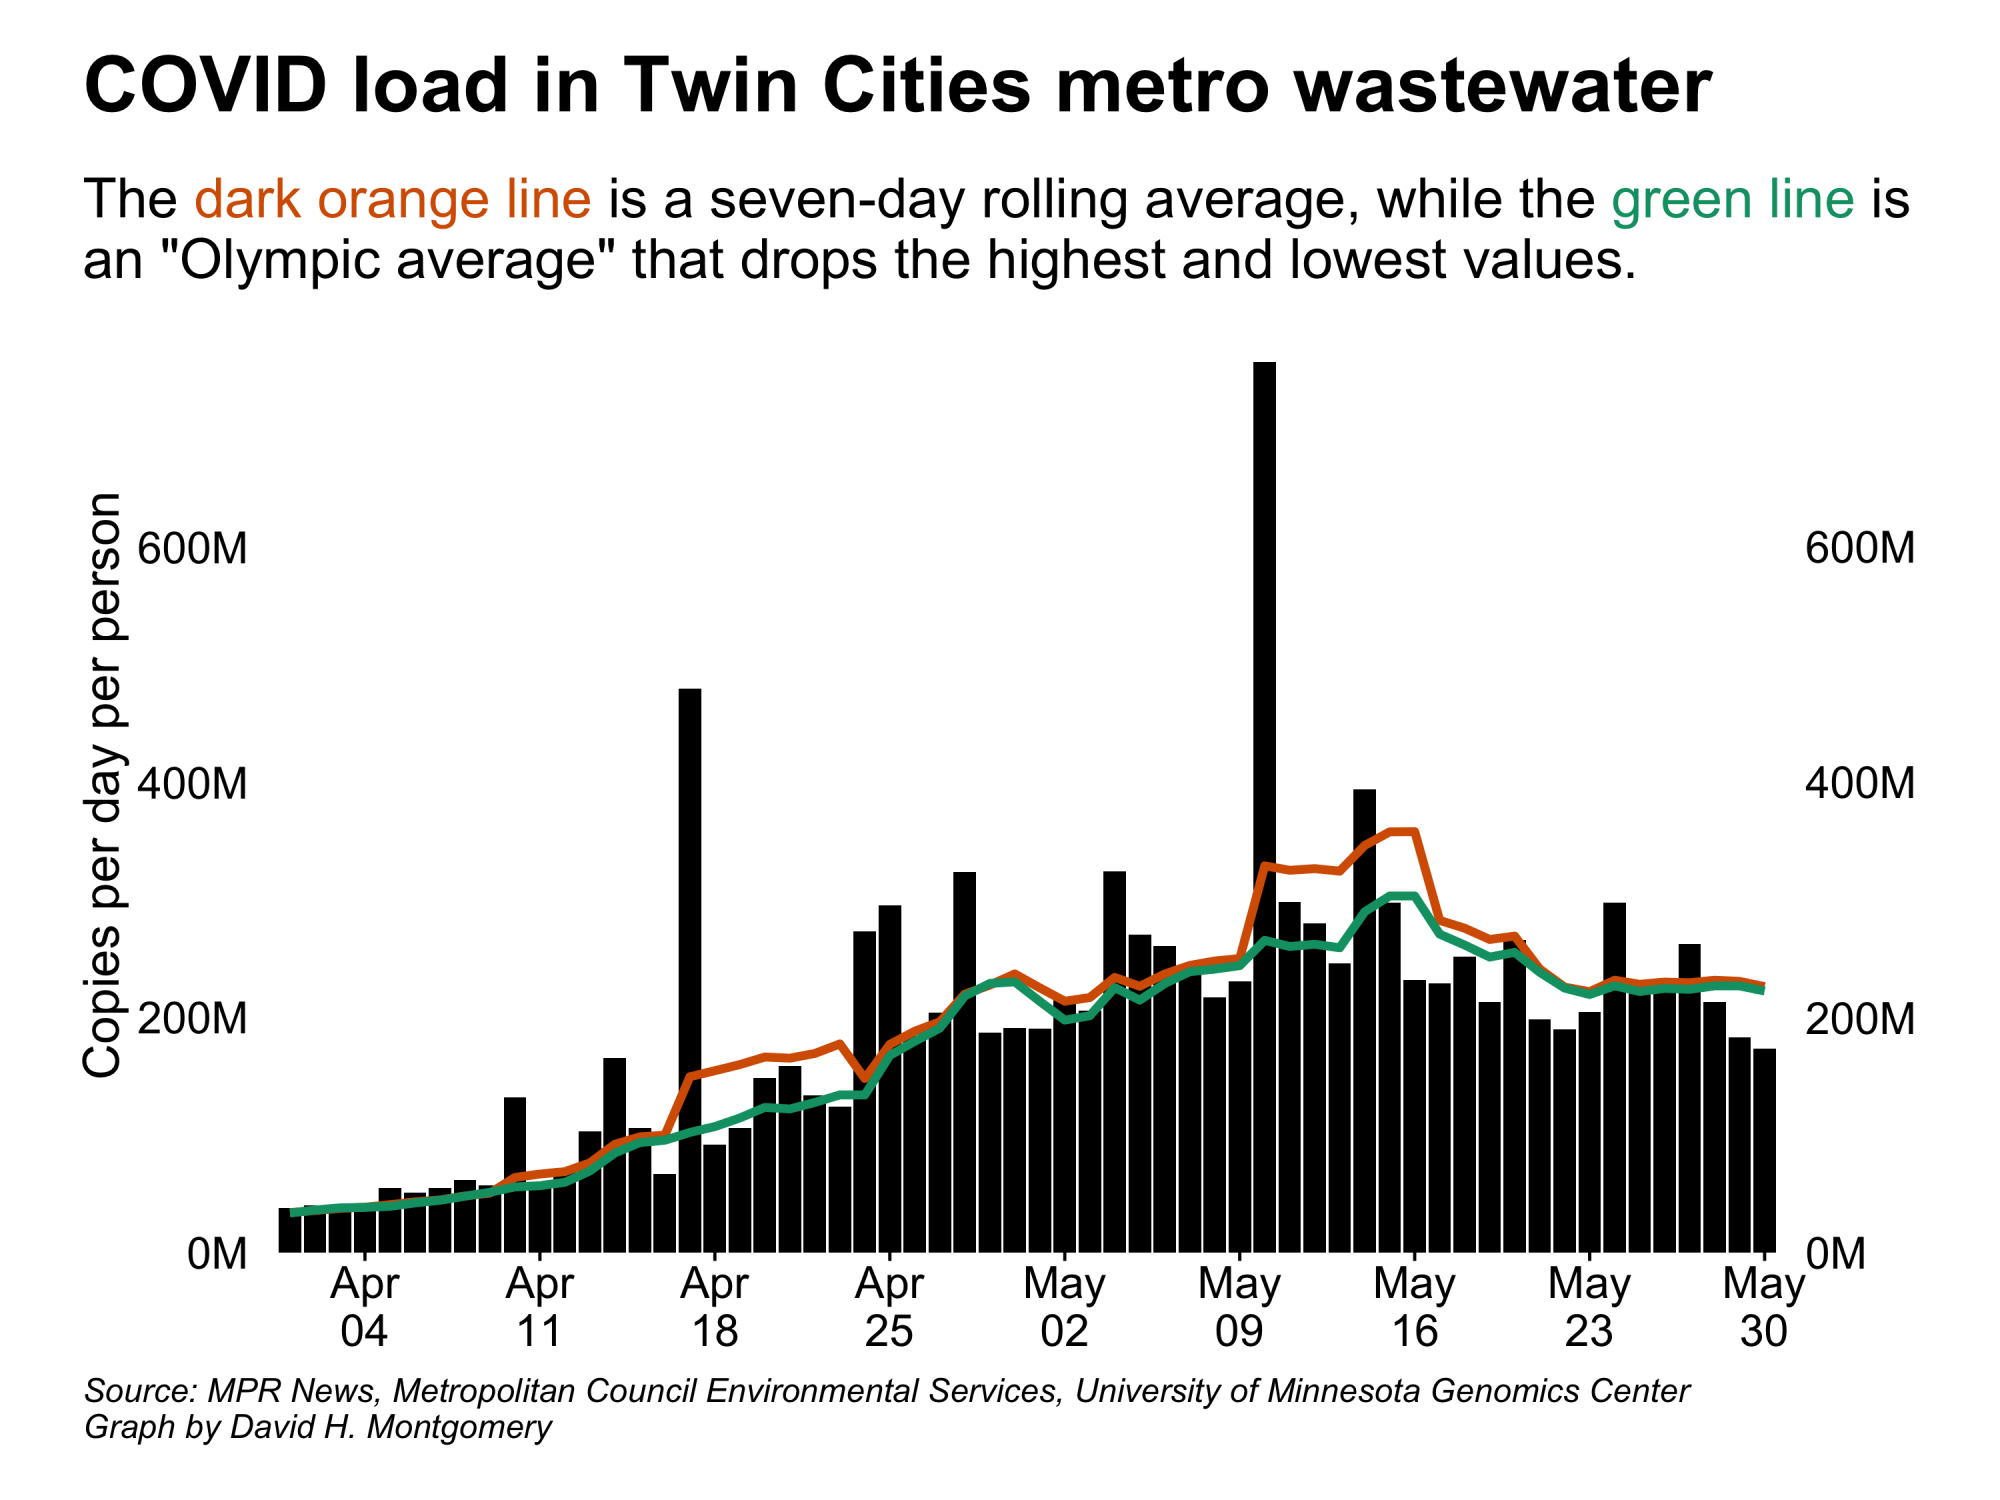 COVID load in Twin Cities metro wastewater
The dark orange line is a seven-day rolling average, while the green line is
an "Olympic average" that drops the highest and lowest values.
Copies per day per person
600M
600M
400M
400M
200M
200M
0M
0M
Apr
04
Apr
11
Apr
18
Apr
25
May
02
May
09
May
16
May
23
May
30
Source: MPR News, Metropolitan Council Environmental Services, University of Minnesota Genomics Center
Graph by David H. Montgomery